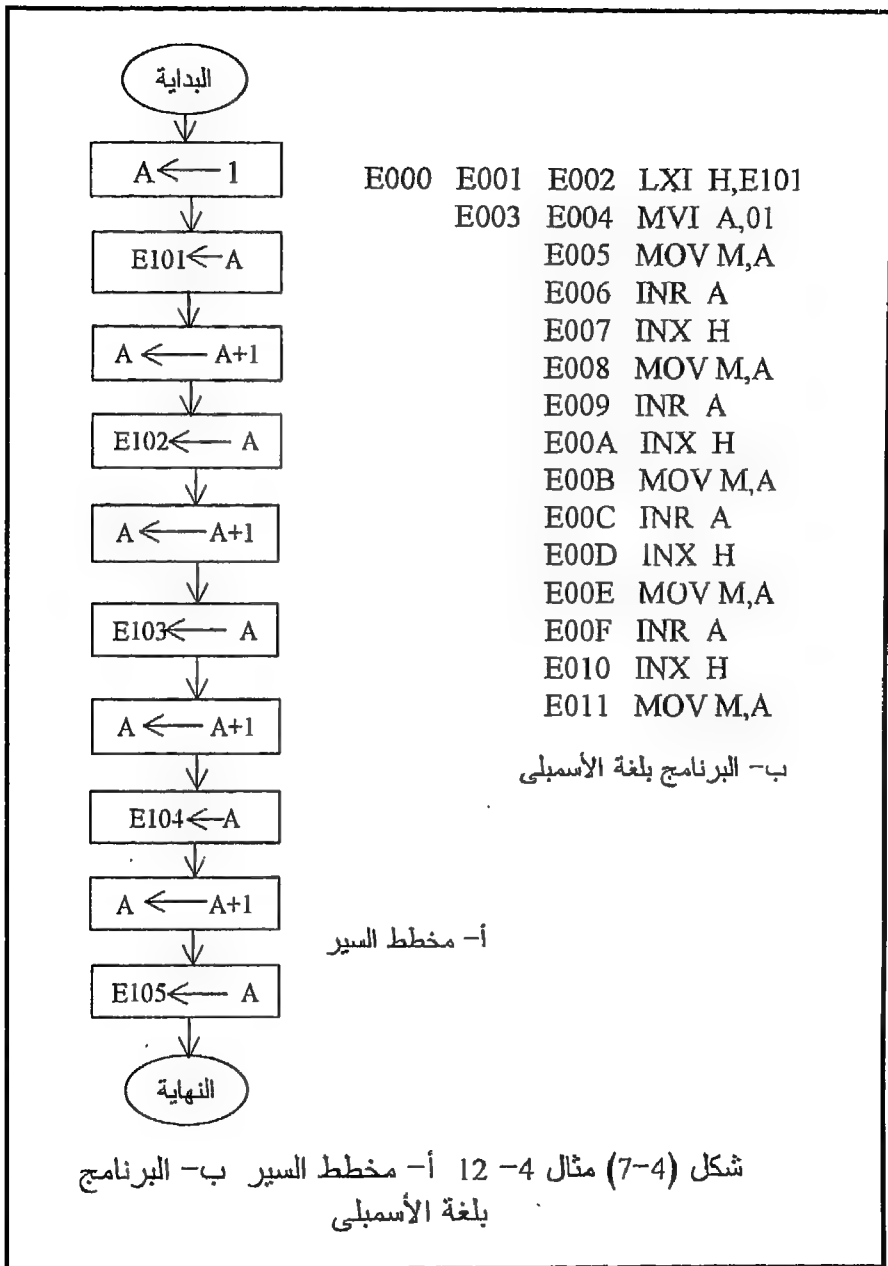 البداية
A ← 1
E101 ← A
A ← A+1
E102 ← A
A ← A+1
E103 ← A
A ← A+1
E104 ← A
A ← A+1
E105 ← A
النهاية
أ- مخطط السير
E000 E001 E002 LXI H,E101
E003 E004 MVI A,01
E005 MOV M,A
E006 INR A
E007 INX H
E008 MOV M,A
E009 INR A
E00A INX H
E00B MOV M,A
E00C INR A
E00D INX H
E00E MOV M,A
E00F INR A
E010 INX H
E011 MOV M,A
ب- البرنامج بلغة الأسمبلى
شكل (4-7) مثال 4- 12 أ- مخطط السير ب- البرنامج
بلغة الأسمبلى